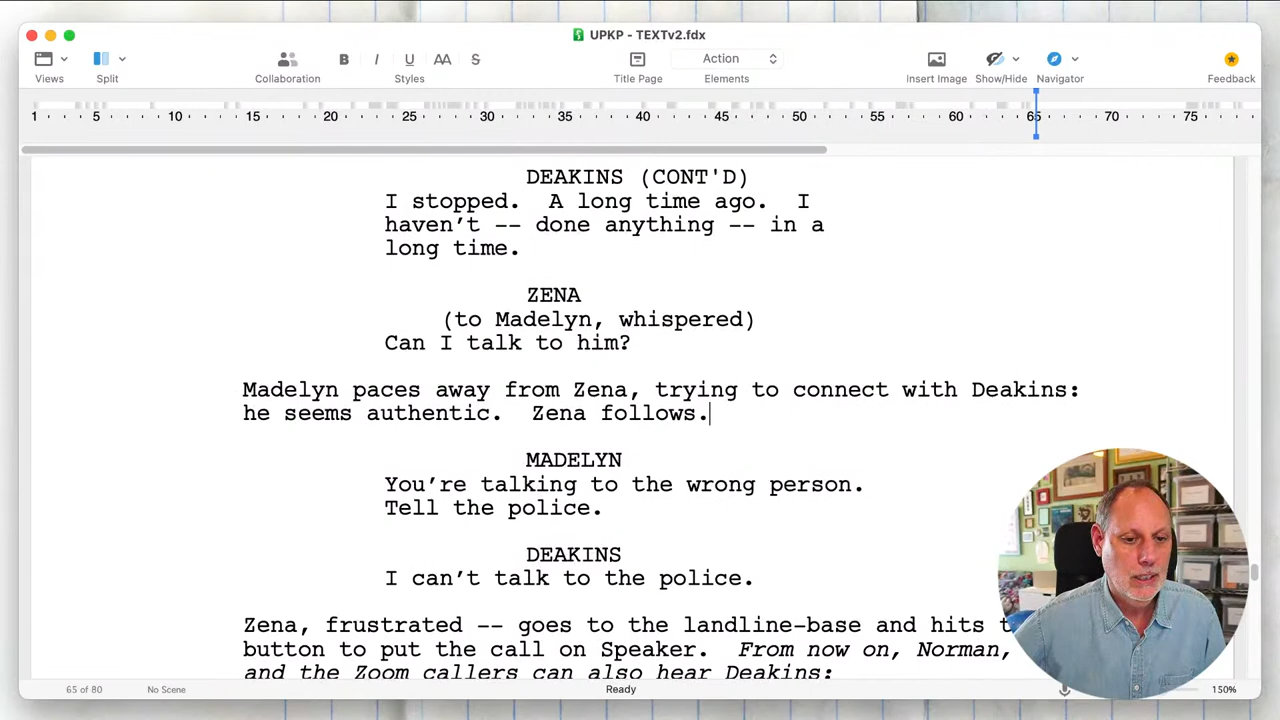 UPKP - TEXTv2.fdx
Views
Split
Collaboration
B I U AA S
Styles
Title Page
Action
Elements
Insert Image
Show/Hide
Navigator
Feedback
1 5 10 15 20 25 30 35 40 45 50 55 60 65 70 75
DEAKINS (CONT'D)
I stopped.  A long time ago.  I
haven’t -- done anything -- in a
long time.
ZENA
(to Madelyn, whispered)
Can I talk to him?
Madelyn paces away from Zena, trying to connect with Deakins:
he seems authentic.  Zena follows.
MADELYN
You’re talking to the wrong person.
Tell the police.
DEAKINS
I can’t talk to the police.
Zena, frustrated -- goes to the landline-base and hits
button to put the call on Speaker.  From now on, Norman,
and the Zoom callers can also hear Deakins:
65 of 80
No Scene
Ready
150%